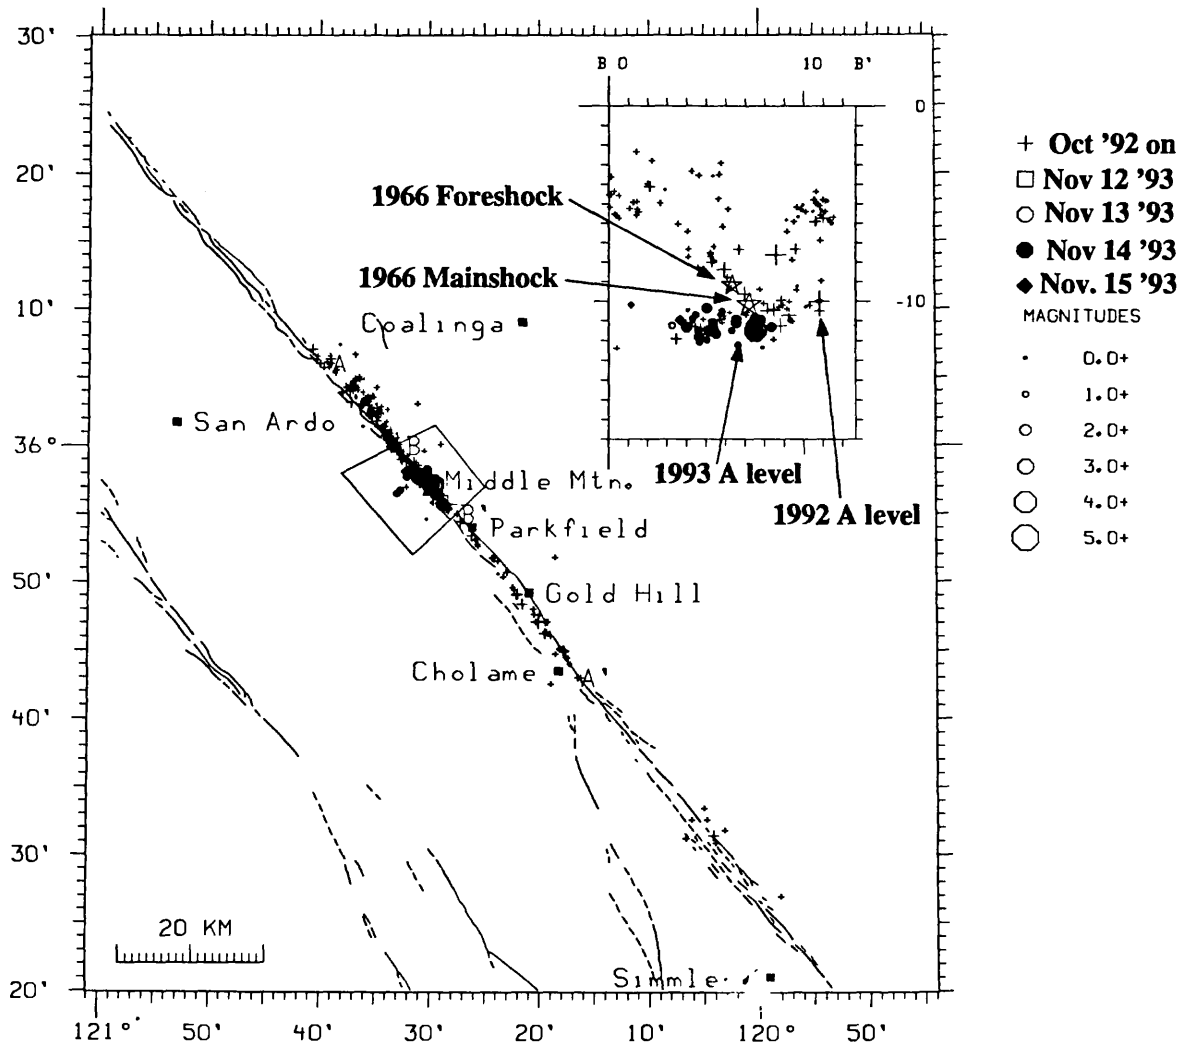 30'
20'
10'
36°
50'
40'
30'
20'
121°
50'
40'
30'
20'
10'
120°
50'
B 0
10 B'
0
-10
1966 Foreshock
1966 Mainshock
1993 A level
1992 A level
Coalinga
San Ardo
A
B
Middle Mtn.
B'
Parkfield
Gold Hill
Cholame
A'
Simmle
20 KM
+ Oct '92 on
□ Nov 12 '93
○ Nov 13 '93
● Nov 14 '93
◆ Nov. 15 '93
MAGNITUDES
0.0+
1.0+
2.0+
3.0+
4.0+
5.0+